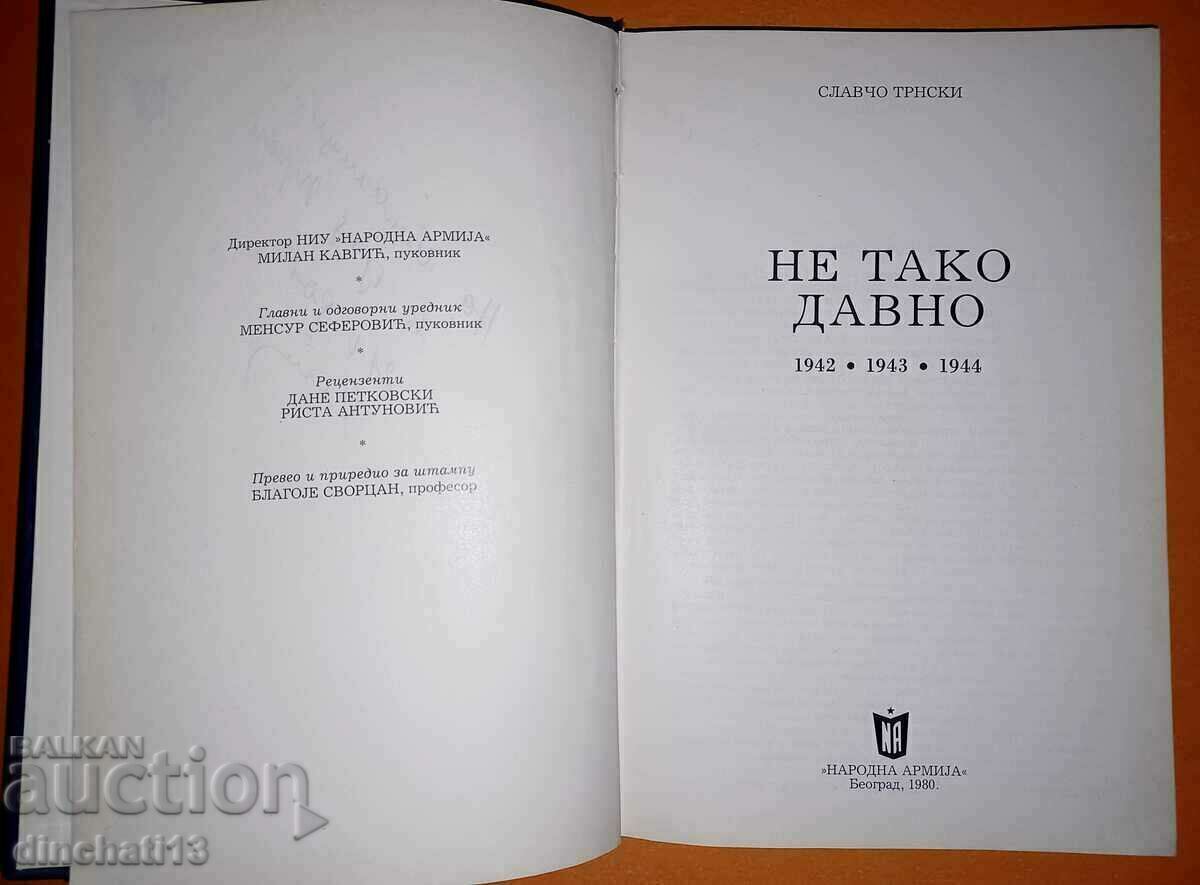 Директор НИУ »НАРОДНА АРМИЈА«
МИЛАН КАВГИЋ, пуковник
*
Главни и одговорни уредник
МЕНСУР СЕФЕРОВИЋ, пуковник
*
Рецензенти
ДАНЕ ПЕТКОВСКИ
РИСТА АНТУНОВИЋ
*
Превео и приредио за штампу
БЛАГОЈЕ СВОРЦАН, професор
СЛАВЧО ТРНСКИ
НЕ ТАКО
ДАВНО
1942 • 1943 • 1944
NA
»НАРОДНА АРМИЈА«
Београд, 1980.
BALKAN
auction
dinchati13